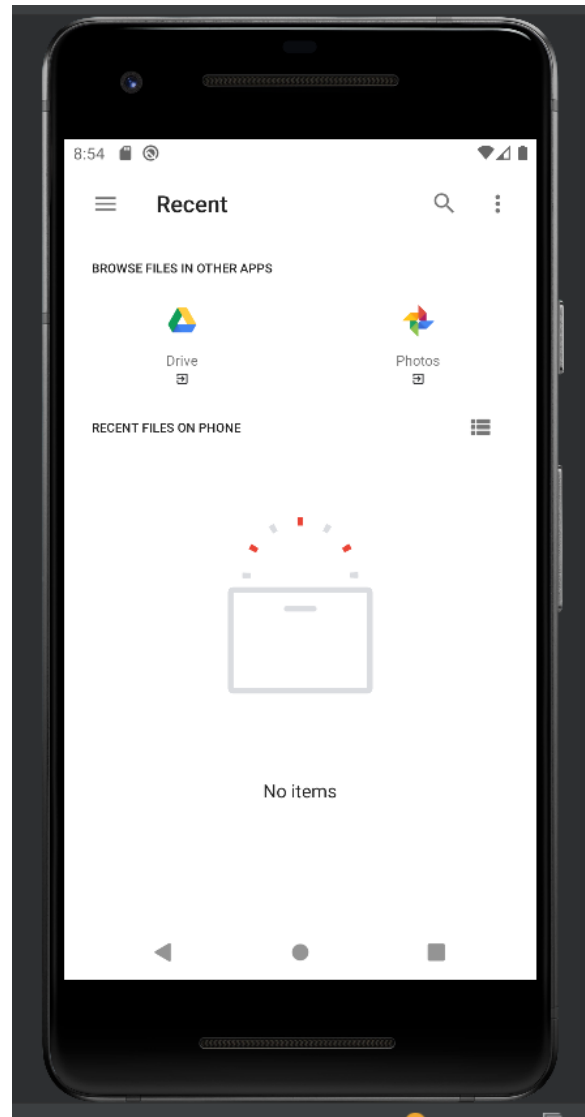 8:54
Recent
BROWSE FILES IN OTHER APPS
Drive
Photos
RECENT FILES ON PHONE
No items